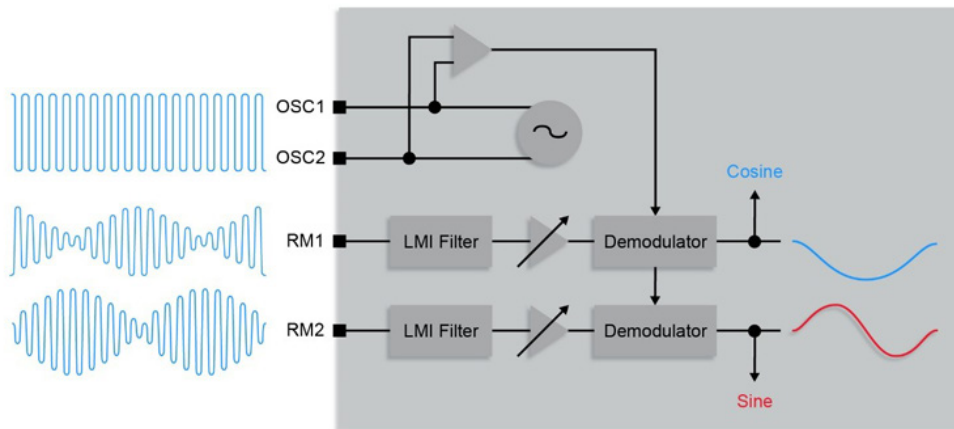 OSC1
OSC2
Cosine
RM1
LMI Filter
Demodulator
RM2
LMI Filter
Demodulator
Sine